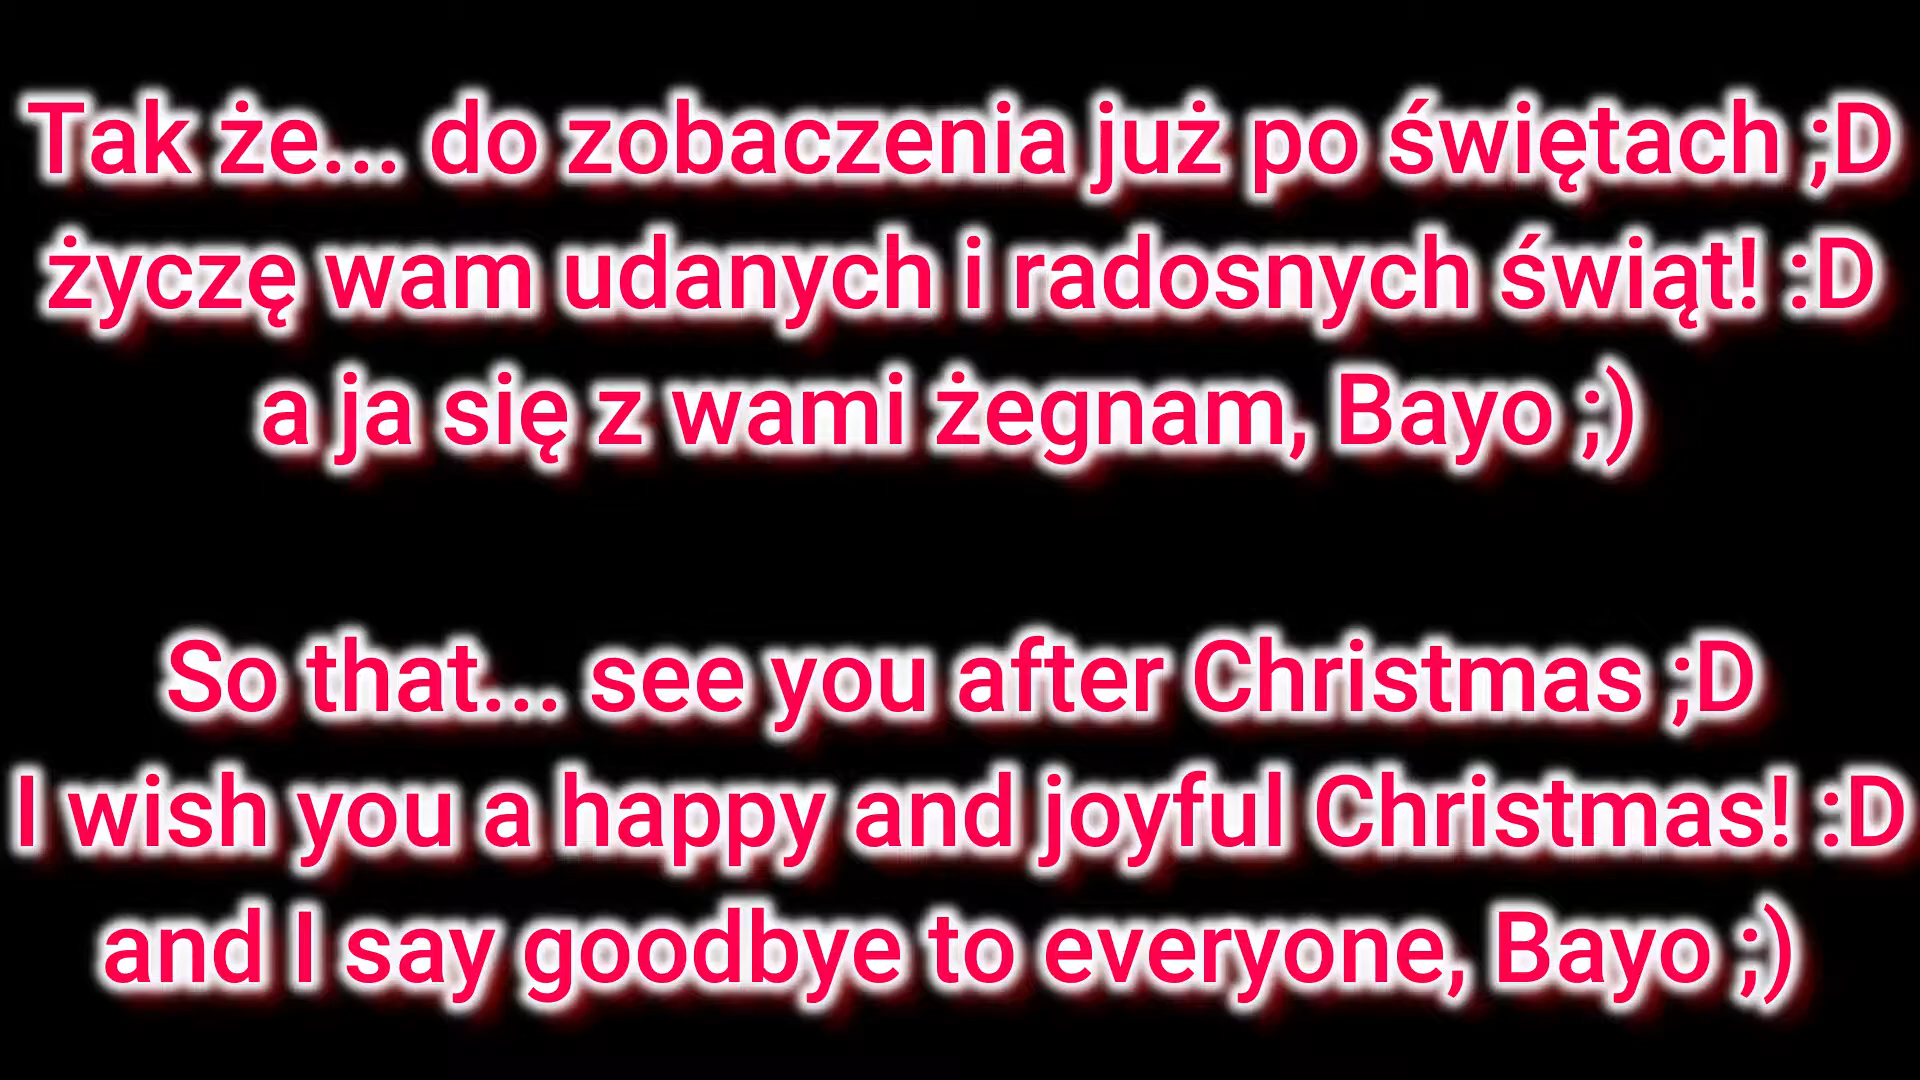 Tak że... do zobaczenia już po świętach ;D
życzę wam udanych i radosnych świąt! :D
a ja się z wami żegnam, Bayo ;)
So that... see you after Christmas ;D
I wish you a happy and joyful Christmas! :D
and I say goodbye to everyone, Bayo ;)